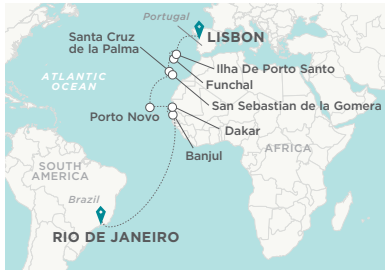 Portugal
LISBON
Santa Cruz
de la Palma
Ilha De Porto Santo
Funchal
ATLANTIC
OCEAN
San Sebastian de la Gomera
Porto Novo
Dakar
Banjul
AFRICA
SOUTH
AMERICA
Brazil
RIO DE JANEIRO